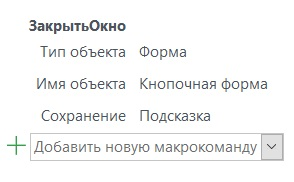 ЗакрытьОкно
Тип объекта Форма
Имя объекта Кнопочная форма
Сохранение Подсказка
Добавить новую макрокоманду